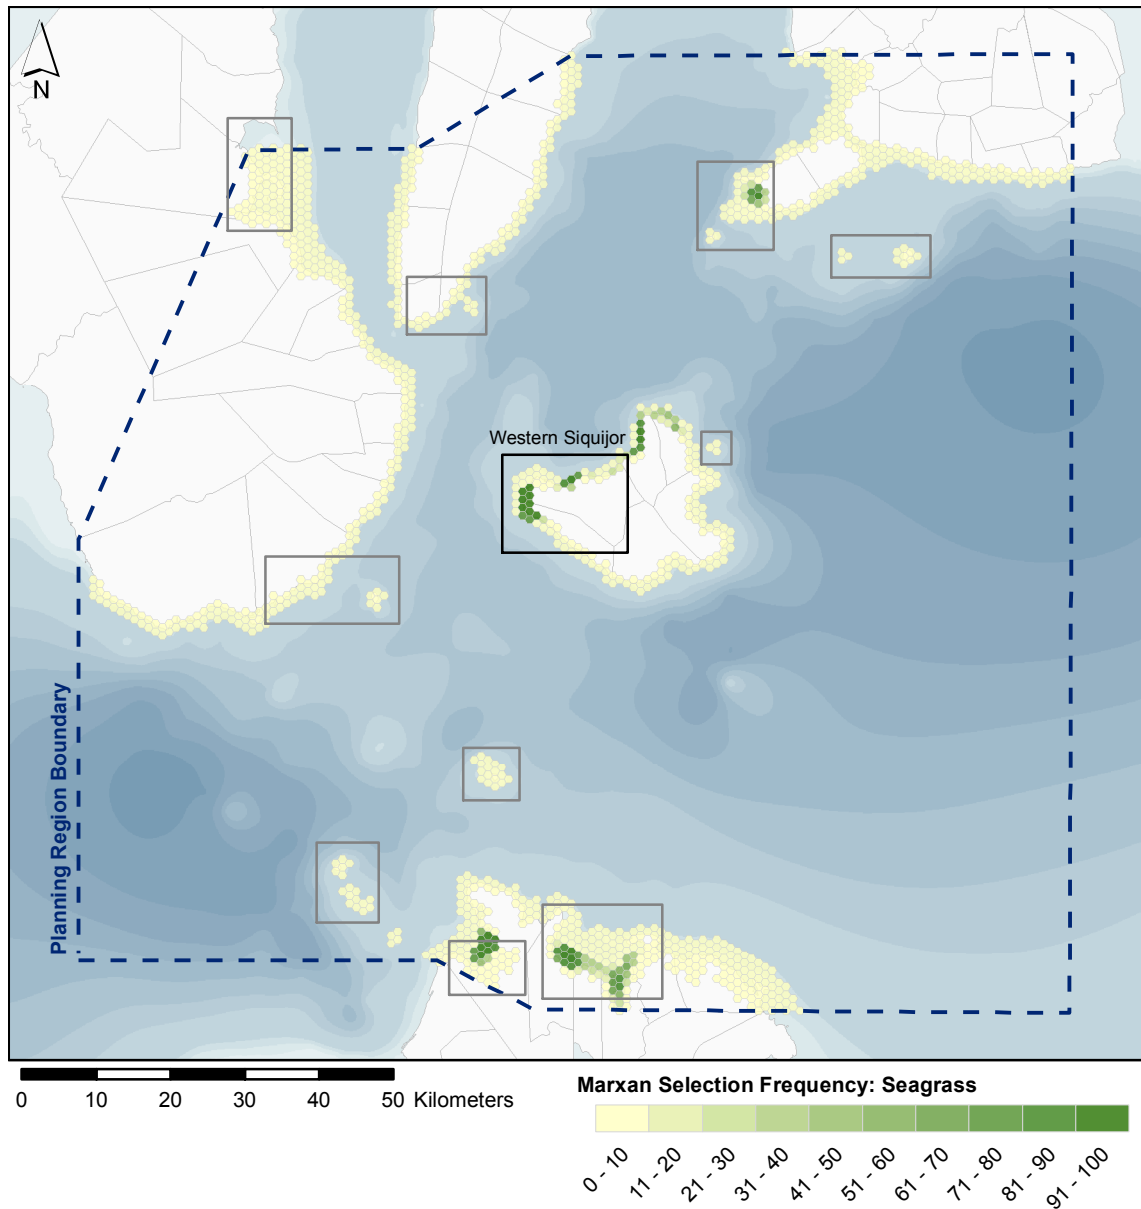 N
Western Siquijor
Planning Region Boundary
0 10 20 30 40 50 Kilometers
Marxan Selection Frequency: Seagrass
0 - 10
11 - 20
21 - 30
31 - 40
41 - 50
51 - 60
61 - 70
71 - 80
81 - 90
91 - 100